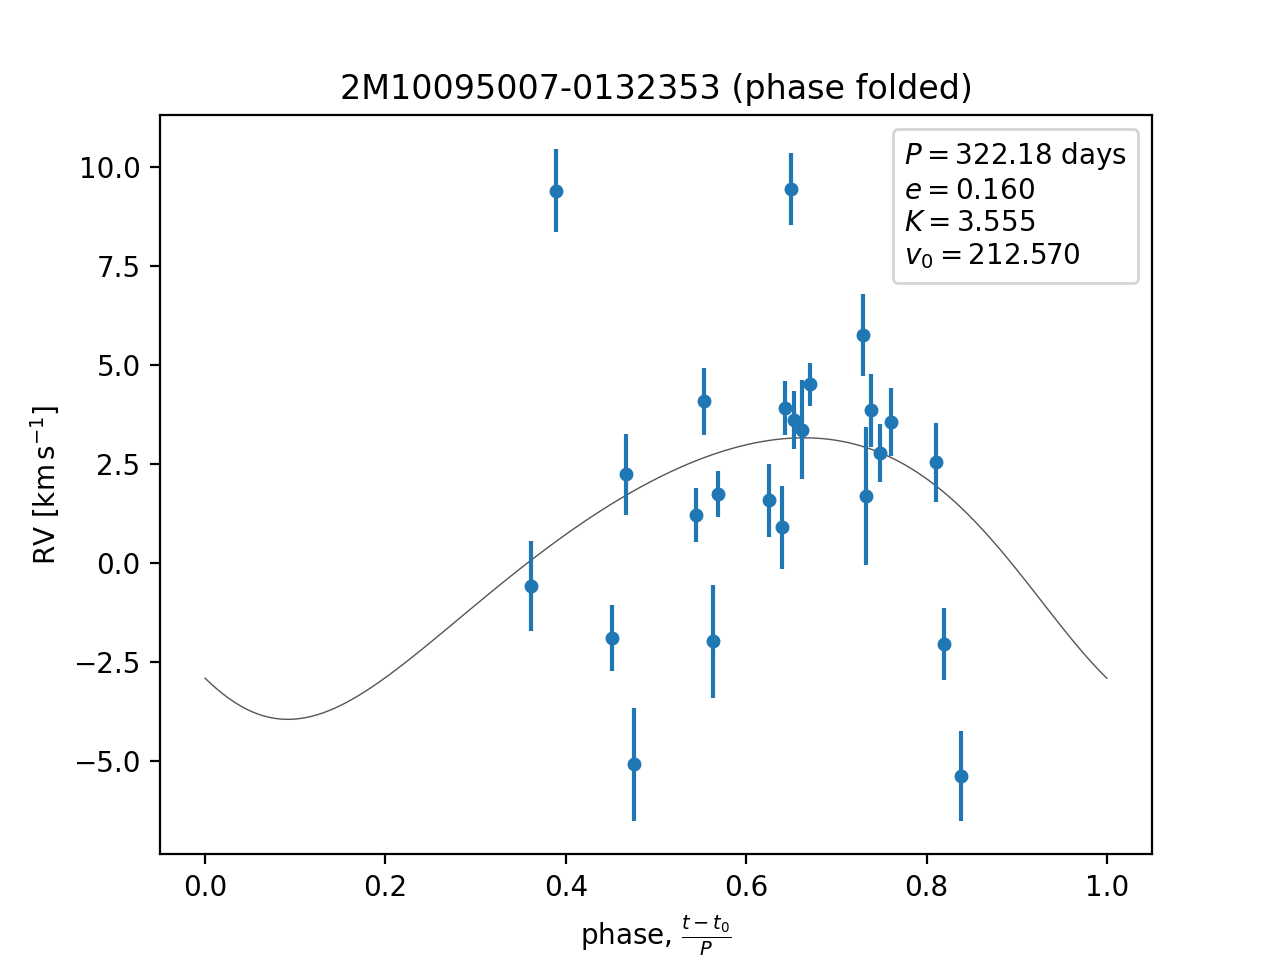 2M10095007-0132353 (phase folded)
P = 322.18 days
e = 0.160
K = 3.555
v₀ = 212.570
10.0
7.5
5.0
2.5
0.0
−2.5
−5.0
RV [km s⁻¹]
0.0 0.2 0.4 0.6 0.8 1.0
phase, (t − t₀)/P